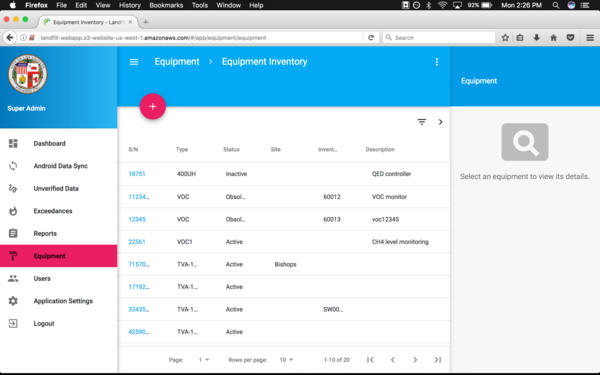 Firefox File Edit View History Bookmarks Tools Window Help 92% Mon 2:26 PM
Equipment Inventory - Landfill
landfill-webapp.s3-website-us-west-1.amazonaws.com/#/app/equipment/equipment
Search
Super Admin
Dashboard
Android Data Sync
Unverified Data
Exceedances
Reports
Equipment
Users
Application Settings
Logout
Equipment > Equipment Inventory
+
S/N Type Status Site Invent... Description
18751 400UH Inactive QED controller
11234... VOC Obsol... 60012 VOC monitor
12345 VOC Obsol... 60013 voc12345
22561 VOC1 Active CH4 level monitoring
71570... TVA-1... Active Bishops
17192... TVA-1... Active
33435... TVA-1... Active SW00...
42590... TVA-1... Active
Page: 1 Rows per page: 10 1-10 of 20
Equipment
Select an equipment to view its details.